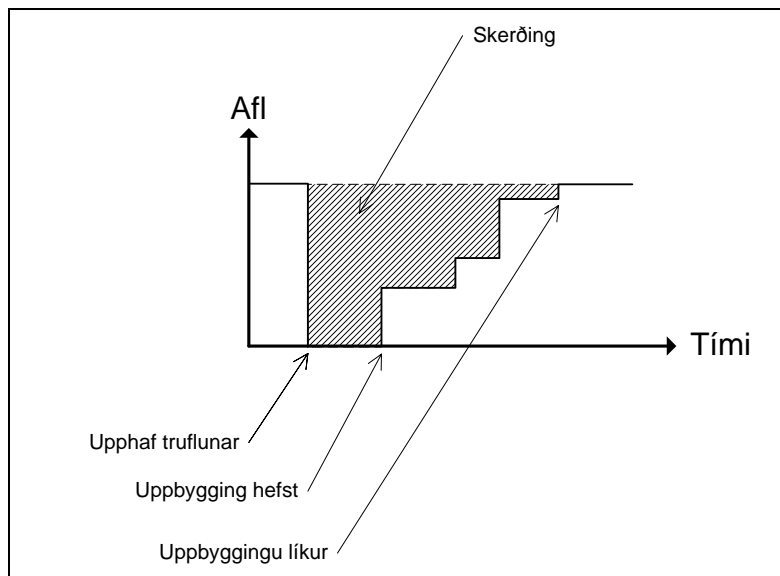 Skerðing
Afl
Tími
Upphaf truflunar
Uppbygging hefst
Uppbyggingu líkur